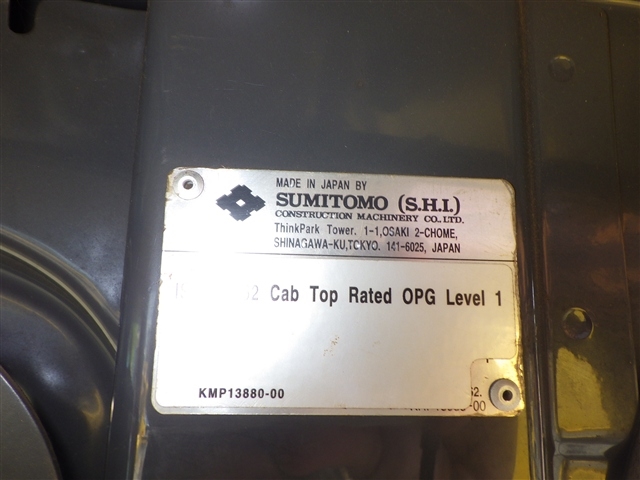 MADE IN JAPAN BY
SUMITOMO (S.H.I.)
CONSTRUCTION MACHINERY CO., LTD.
ThinkPark Tower. 1-1,OSAKI 2-CHOME,
SHINAGAWA-KU,TOKYO. 141-6025, JAPAN
Cab Top Rated OPG Level 1
KMP13880-00